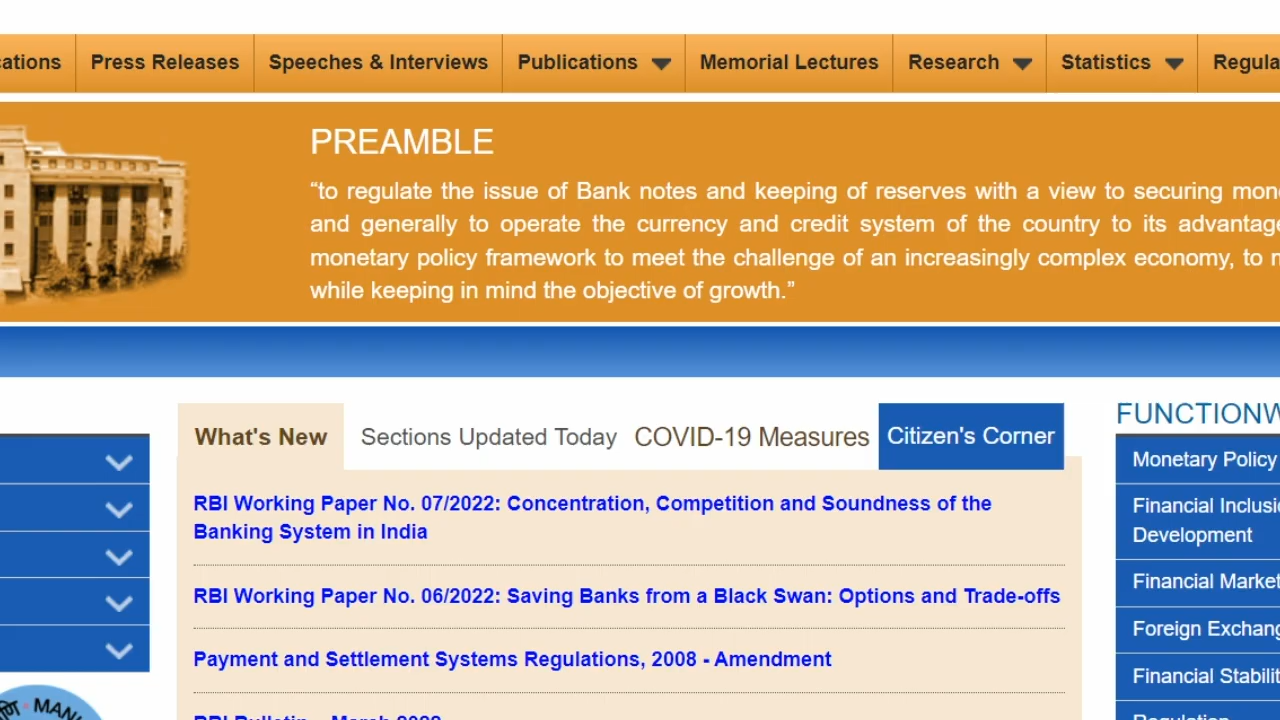 cations Press Releases Speeches & Interviews Publications Memorial Lectures Research Statistics Regula
PREAMBLE
“to regulate the issue of Bank notes and keeping of reserves with a view to securing mone
and generally to operate the currency and credit system of the country to its advantage
monetary policy framework to meet the challenge of an increasingly complex economy, to m
while keeping in mind the objective of growth.”
What's New Sections Updated Today COVID-19 Measures Citizen's Corner
RBI Working Paper No. 07/2022: Concentration, Competition and Soundness of the
Banking System in India
RBI Working Paper No. 06/2022: Saving Banks from a Black Swan: Options and Trade-offs
Payment and Settlement Systems Regulations, 2008 - Amendment
RBI Bulletin – March 2022
FUNCTIONW
Monetary Policy
Financial Inclusio
Development
Financial Market
Foreign Exchang
Financial Stabilit
Regulation